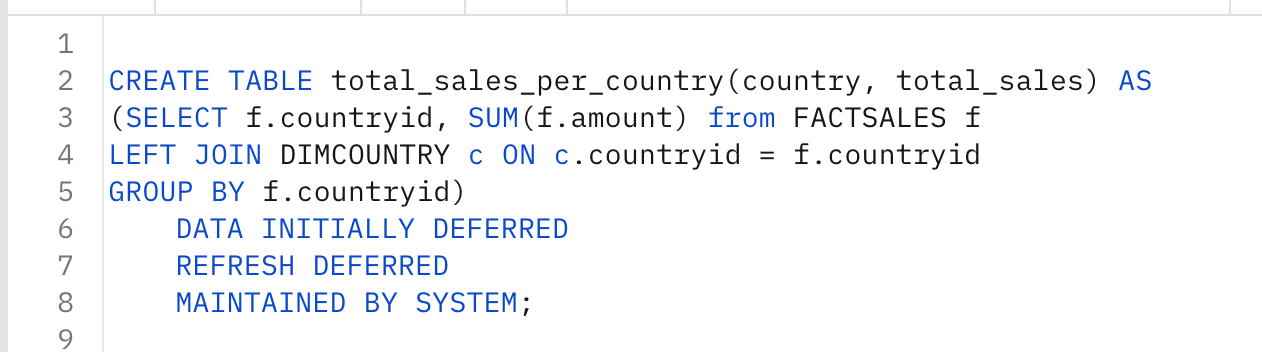 1
2 CREATE TABLE total_sales_per_country(country, total_sales) AS
3 (SELECT f.countryid, SUM(f.amount) from FACTSALES f
4 LEFT JOIN DIMCOUNTRY c ON c.countryid = f.countryid
5 GROUP BY f.countryid)
6     DATA INITIALLY DEFERRED
7     REFRESH DEFERRED
8     MAINTAINED BY SYSTEM;
9